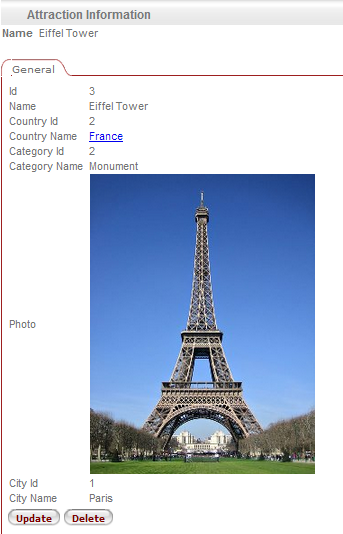 Attraction Information
Name Eiffel Tower
General
Id 3
Name Eiffel Tower
Country Id 2
Country Name France
Category Id 2
Category Name Monument
Photo
City Id 1
City Name Paris
Update Delete